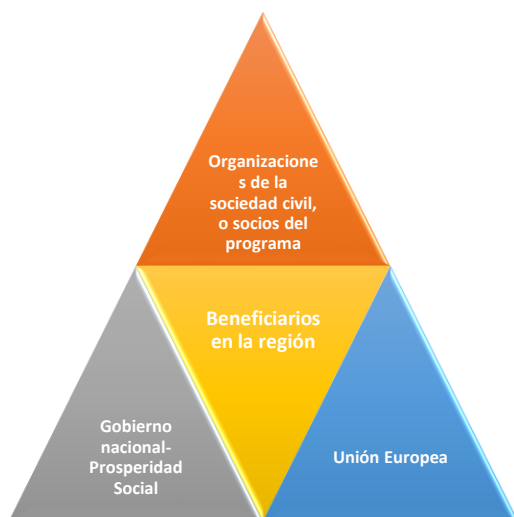 Organizacione
s de la
sociedad civil,
o socios del
programa
Beneficiarios
en la región
Gobierno
nacional-
Prosperidad
Social
Unión Europea